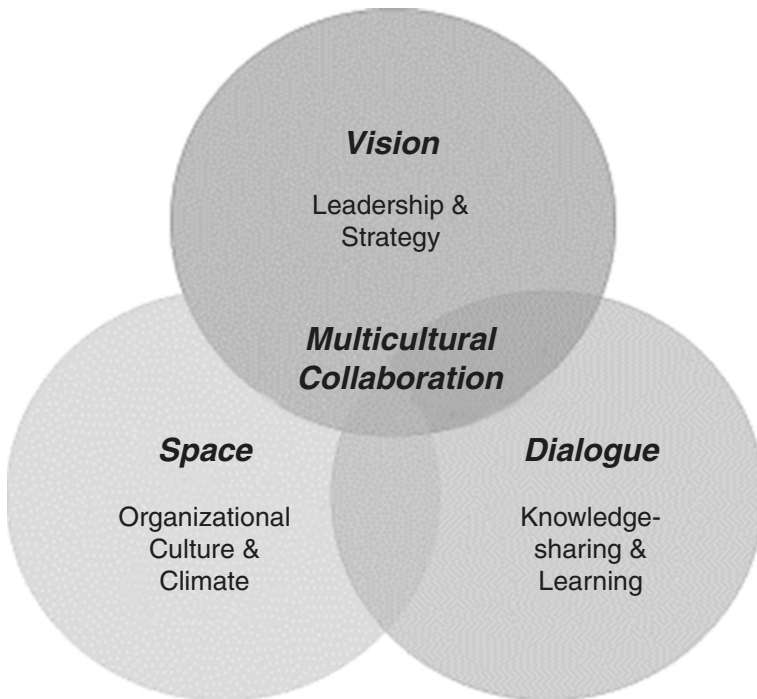 Vision
Leadership &
Strategy
Multicultural
Collaboration
Space
Organizational
Culture &
Climate
Dialogue
Knowledge-
sharing &
Learning